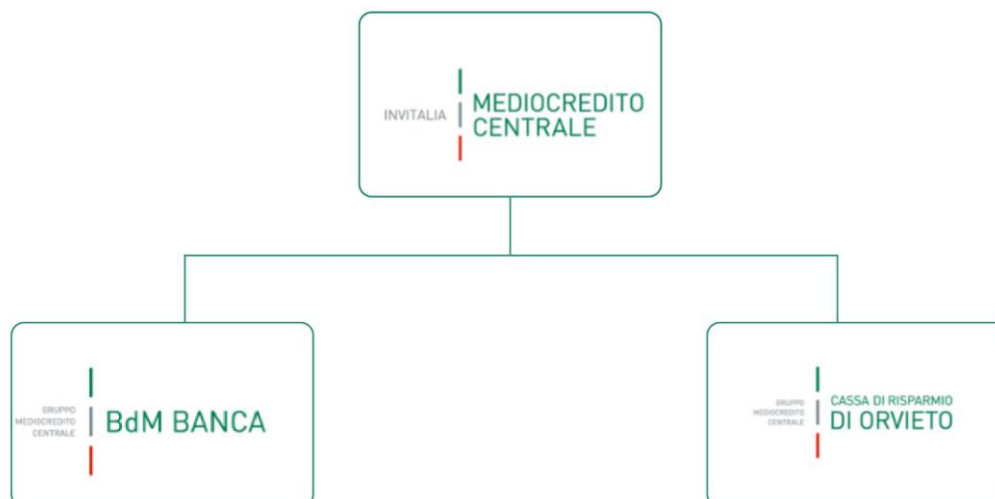 INVITALIA
MEDIOCREDITO
CENTRALE
GRUPPO
MEDIOCREDITO
CENTRALE
BdM BANCA
GRUPPO
MEDIOCREDITO
CENTRALE
CASSA DI RISPARMIO
DI ORVIETO